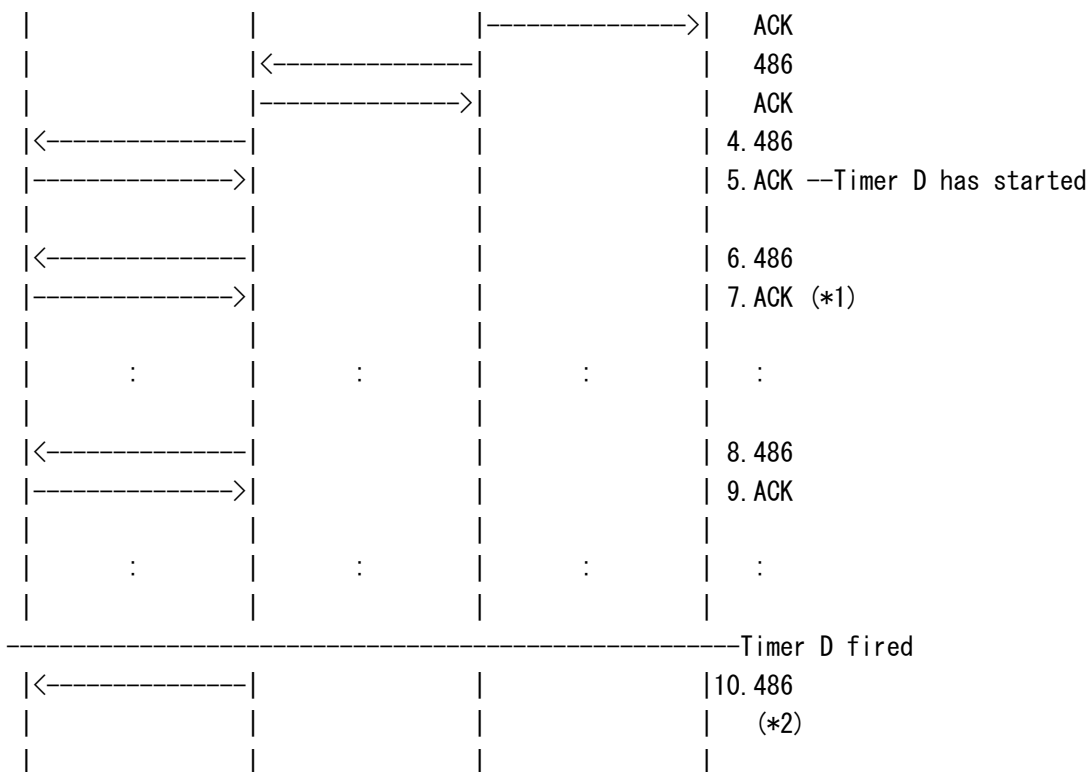 ACK
486
ACK
4.486
5.ACK --Timer D has started
6.486
7.ACK (*1)
: : : :
8.486
9.ACK
: : : :
Timer D fired
10.486
(*2)